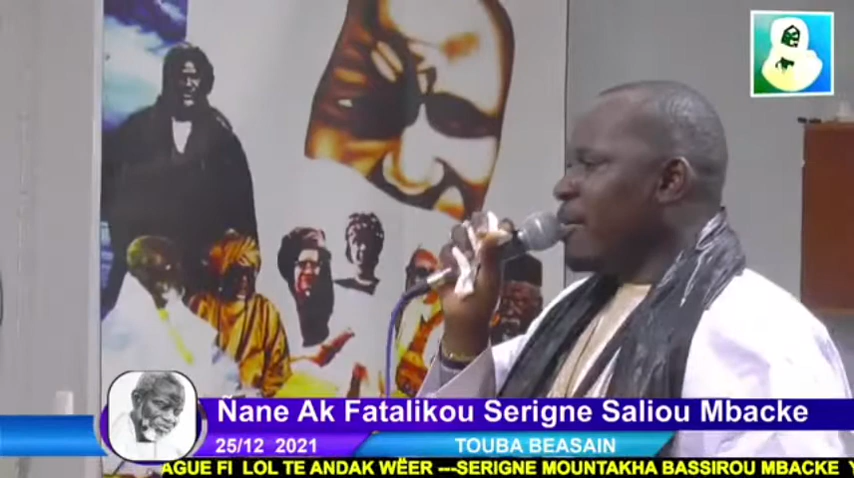 Ñane Ak Fatalikou Serigne Saliou Mbacke
25/12 2021
TOUBA BEASAIN
AGUE FI LOL TE ANDAK WËER ---SERIGNE MOUNTAKHA BASSIROU MBACKE